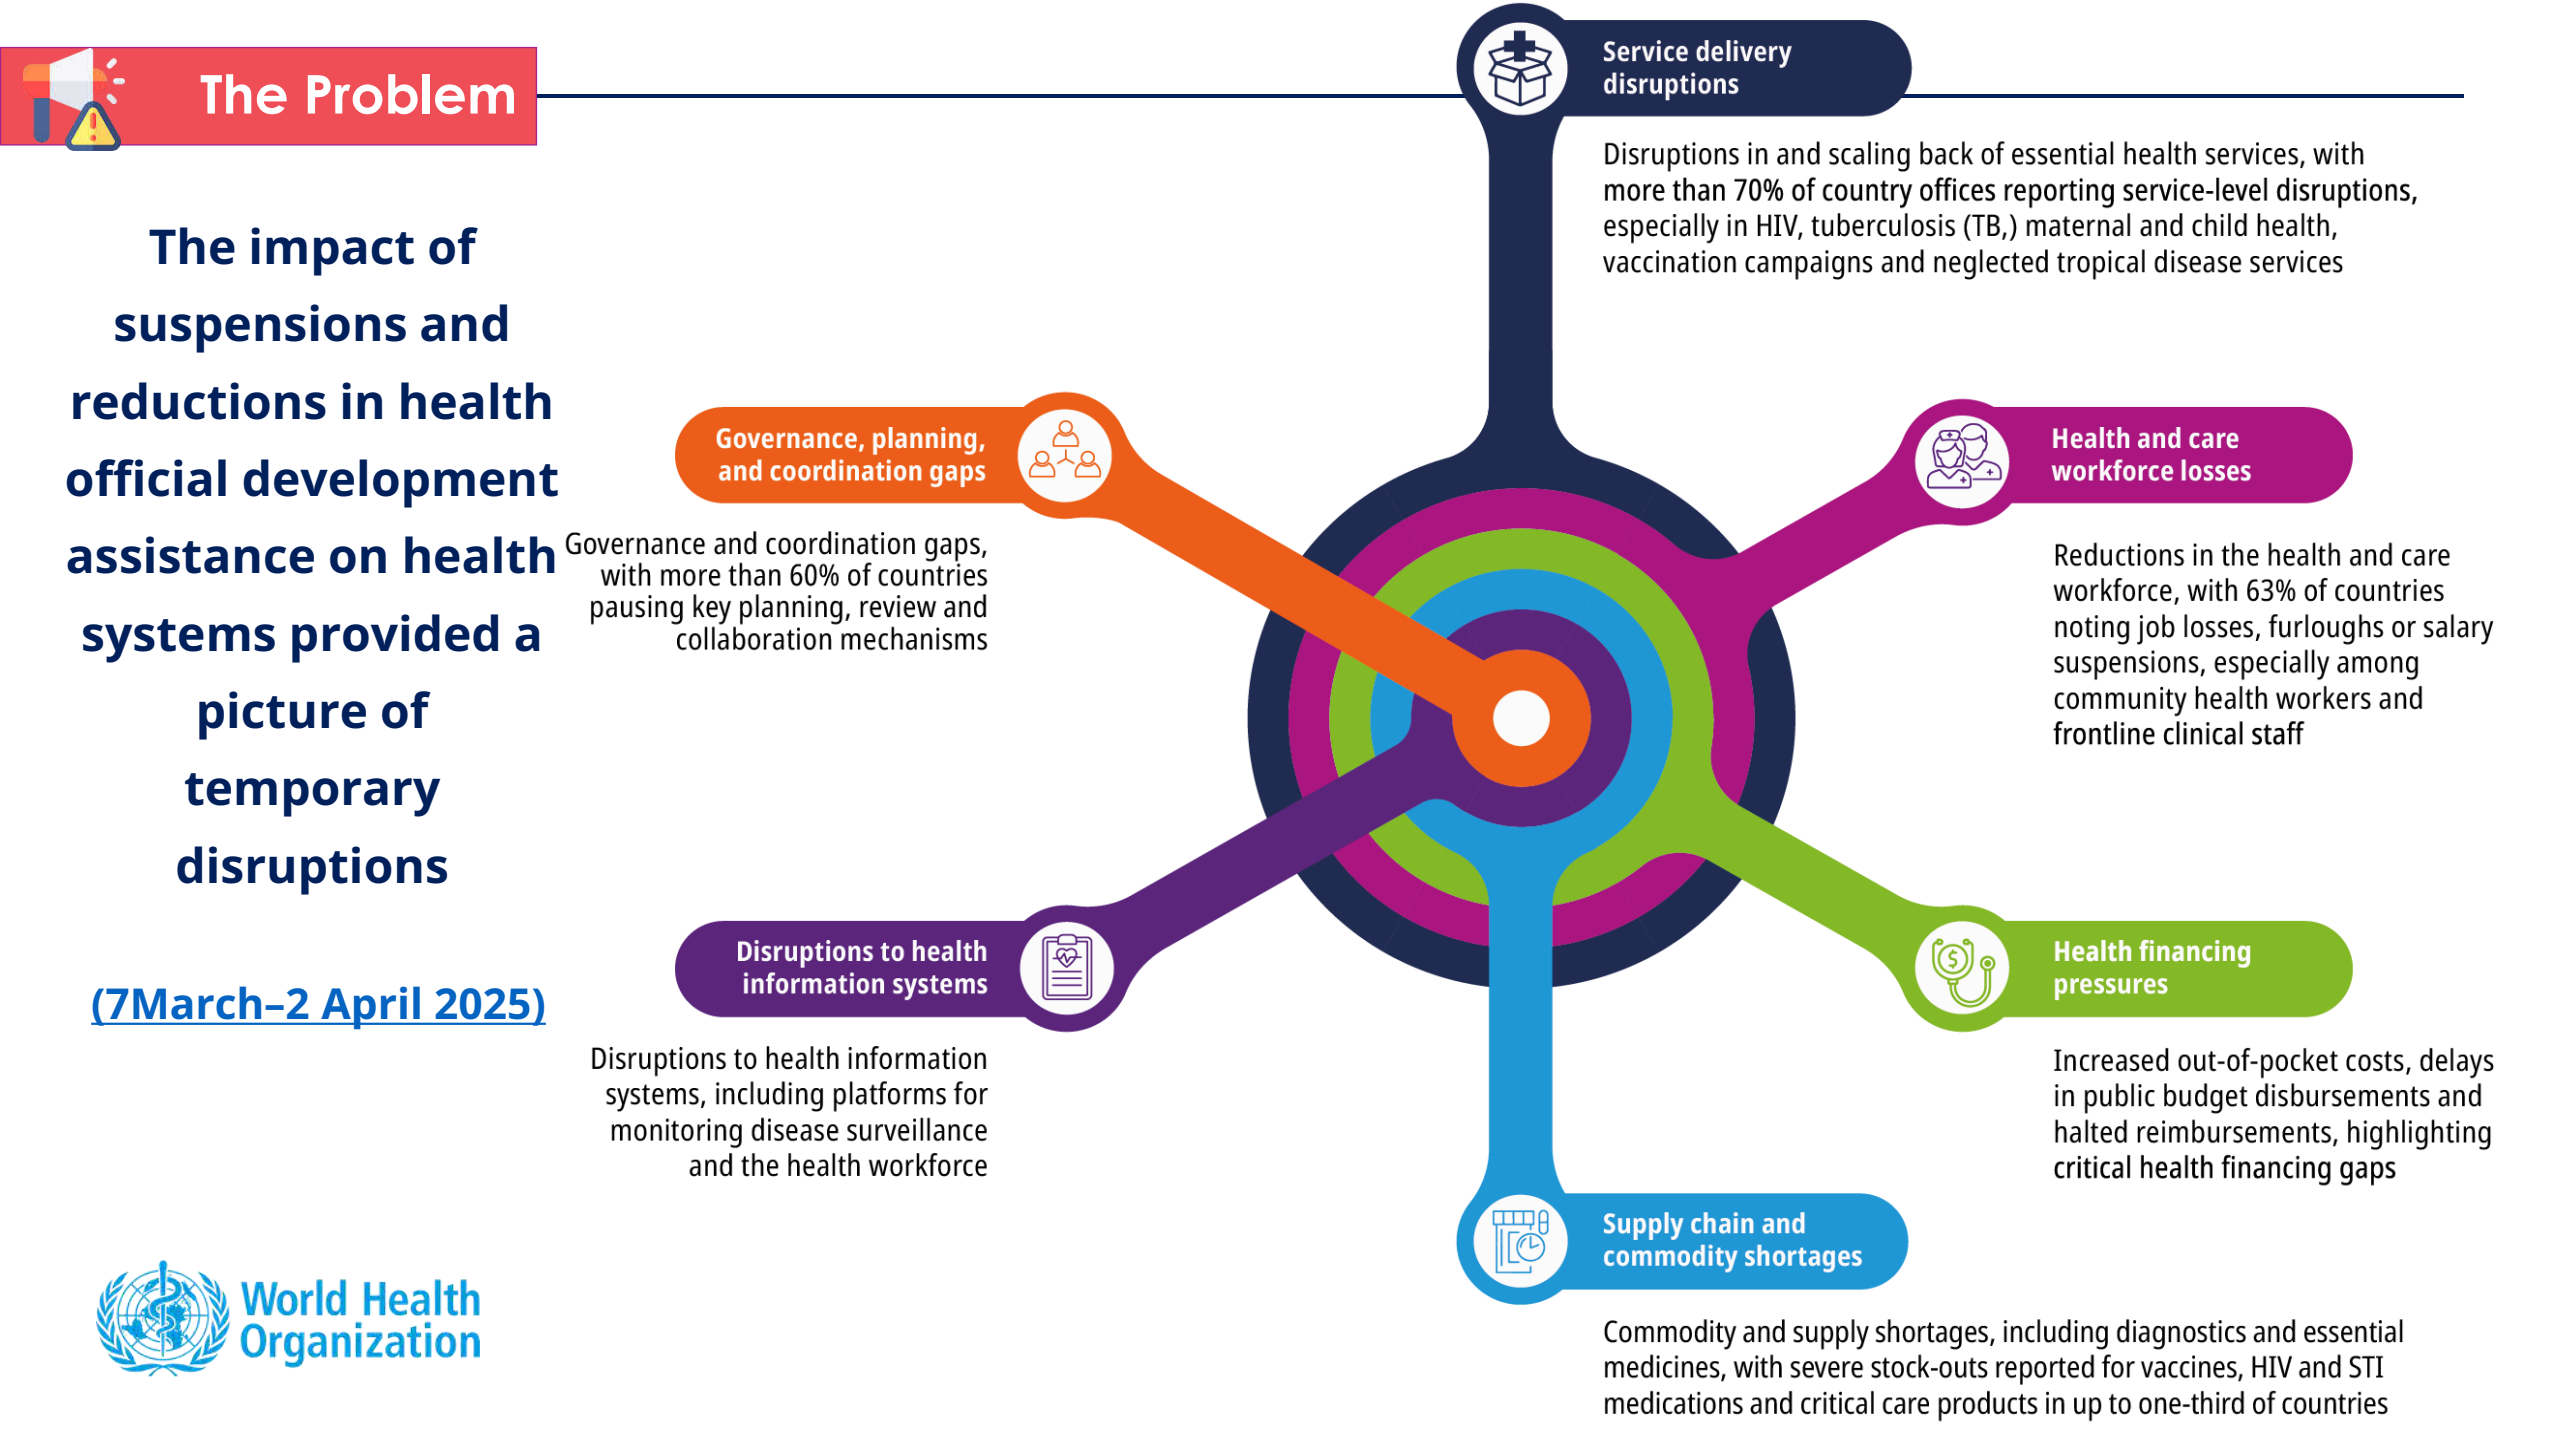 The Problem
The impact of
suspensions and
reductions in health
official development
assistance on health
systems provided a
picture of
temporary
disruptions
(7March–2 April 2025)
World Health
Organization
Service delivery
disruptions
Disruptions in and scaling back of essential health services, with
more than 70% of country offices reporting service-level disruptions,
especially in HIV, tuberculosis (TB,) maternal and child health,
vaccination campaigns and neglected tropical disease services
Governance, planning,
and coordination gaps
Governance and coordination gaps,
with more than 60% of countries
pausing key planning, review and
collaboration mechanisms
Health and care
workforce losses
Reductions in the health and care
workforce, with 63% of countries
noting job losses, furloughs or salary
suspensions, especially among
community health workers and
frontline clinical staff
Disruptions to health
information systems
Disruptions to health information
systems, including platforms for
monitoring disease surveillance
and the health workforce
Health financing
pressures
$
Increased out-of-pocket costs, delays
in public budget disbursements and
halted reimbursements, highlighting
critical health financing gaps
Supply chain and
commodity shortages
Commodity and supply shortages, including diagnostics and essential
medicines, with severe stock-outs reported for vaccines, HIV and STI
medications and critical care products in up to one-third of countries